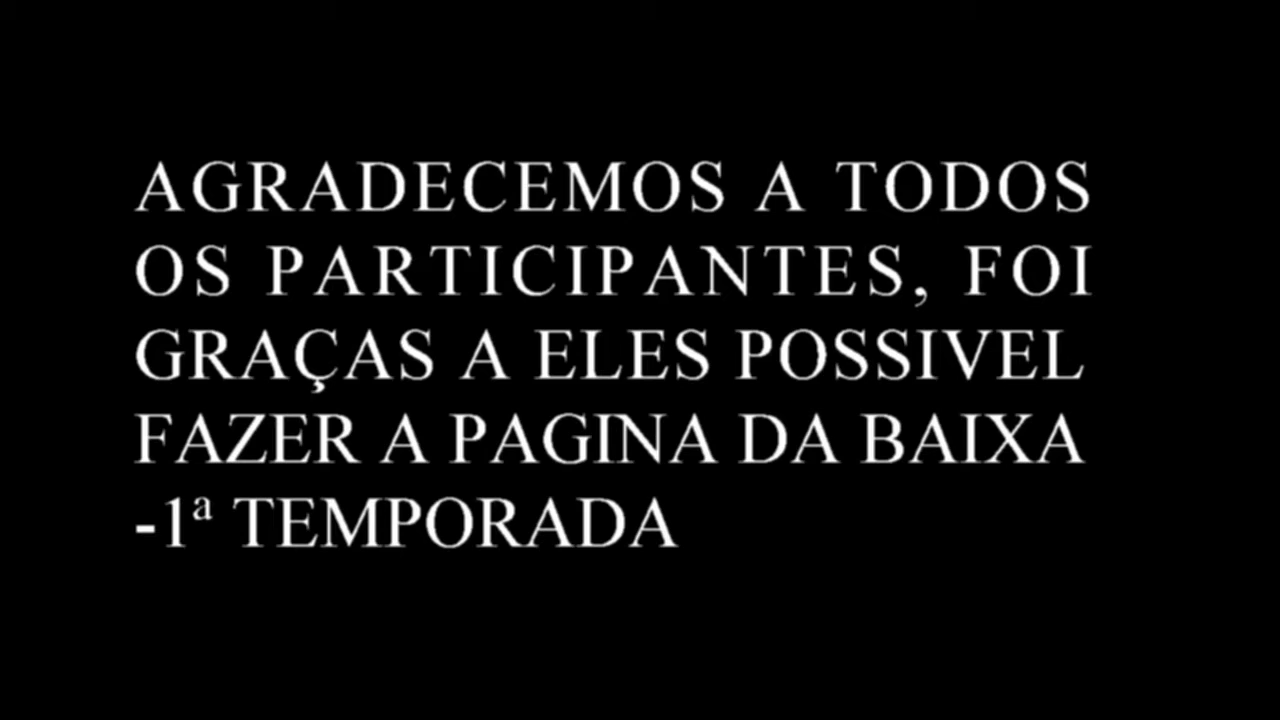 AGRADECEMOS A TODOS
OS PARTICIPANTES, FOI
GRAÇAS A ELES POSSIVEL
FAZER A PAGINA DA BAIXA
-1ª TEMPORADA